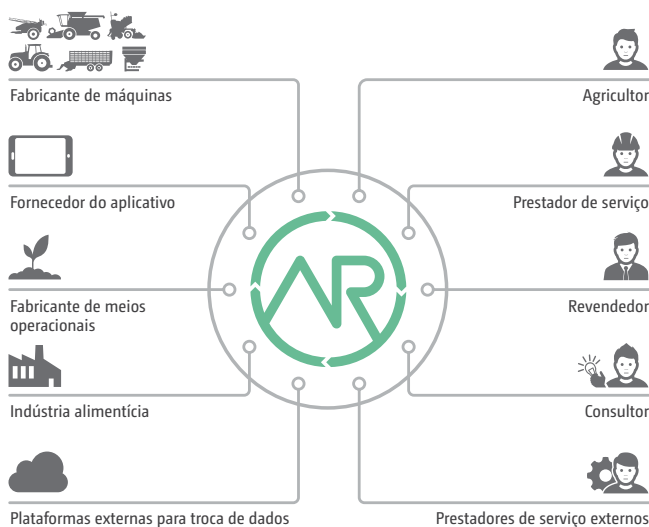 Fabricante de máquinas
Agricultor
Fornecedor do aplicativo
Prestador de serviço
Fabricante de meios
operacionais
Revendedor
AR
Indústria alimentícia
Consultor
Plataformas externas para troca de dados
Prestadores de serviço externos